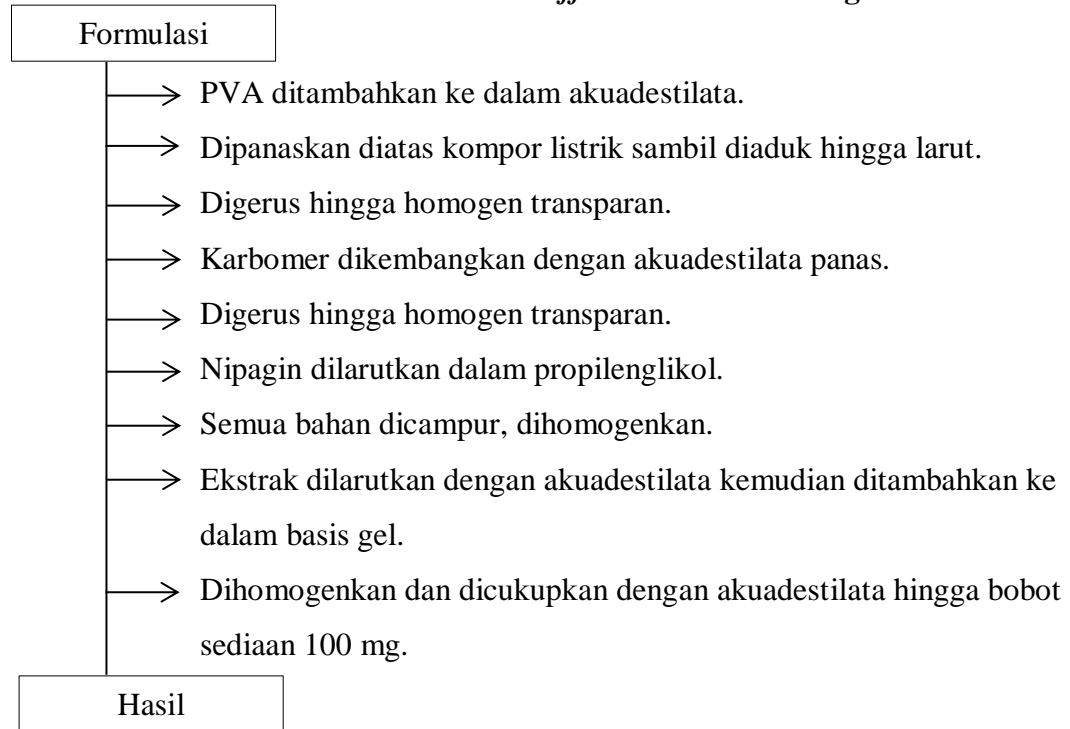 Formulasi
PVA ditambahkan ke dalam akuadestilata.
Dipanaskan diatas kompor listrik sambil diaduk hingga larut.
Digerus hingga homogen transparan.
Karbomer dikembangkan dengan akuadestilata panas.
Digerus hingga homogen transparan.
Nipagin dilarutkan dalam propilenglikol.
Semua bahan dicampur, dihomogenkan.
Ekstrak dilarutkan dengan akuadestilata kemudian ditambahkan ke
dalam basis gel.
Dihomogenkan dan dicukupkan dengan akuadestilata hingga bobot
sediaan 100 mg.
Hasil